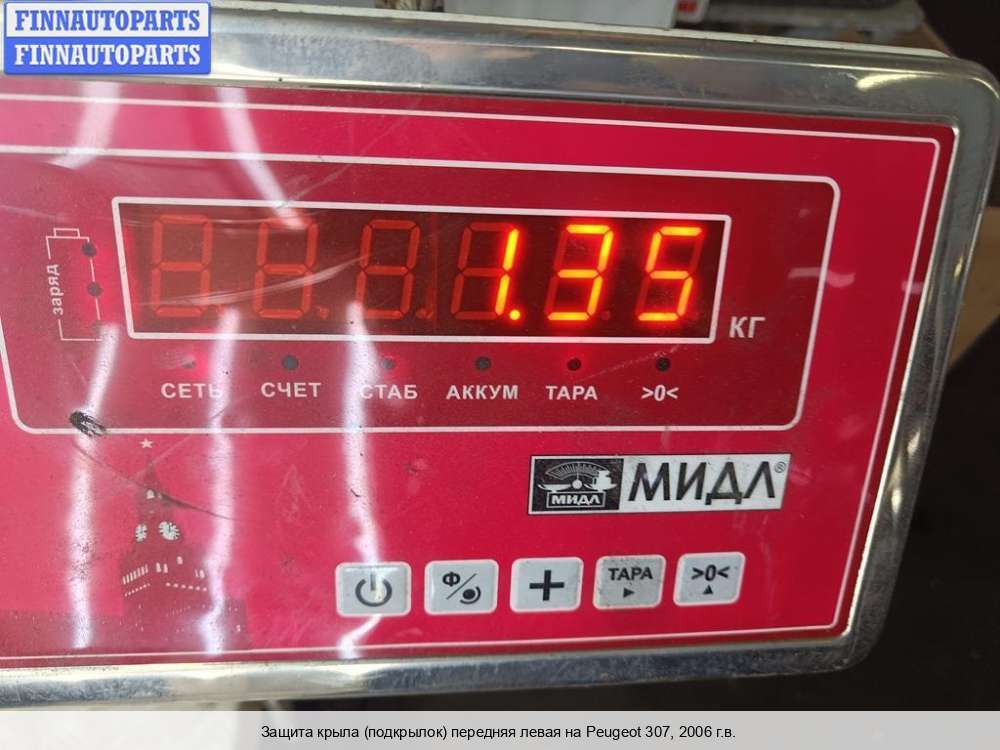 FINNAUTOPARTS
FINNAUTOPARTS
1.35
кг
заряд
СЕТЬ СЧЕТ СТАБ АККУМ ТАРА >0<
МИДЛ МИДЛ®
Ф/ + ТАРА >0<
Защита крыла (подкрылок) передняя левая на Peugeot 307, 2006 г.в.